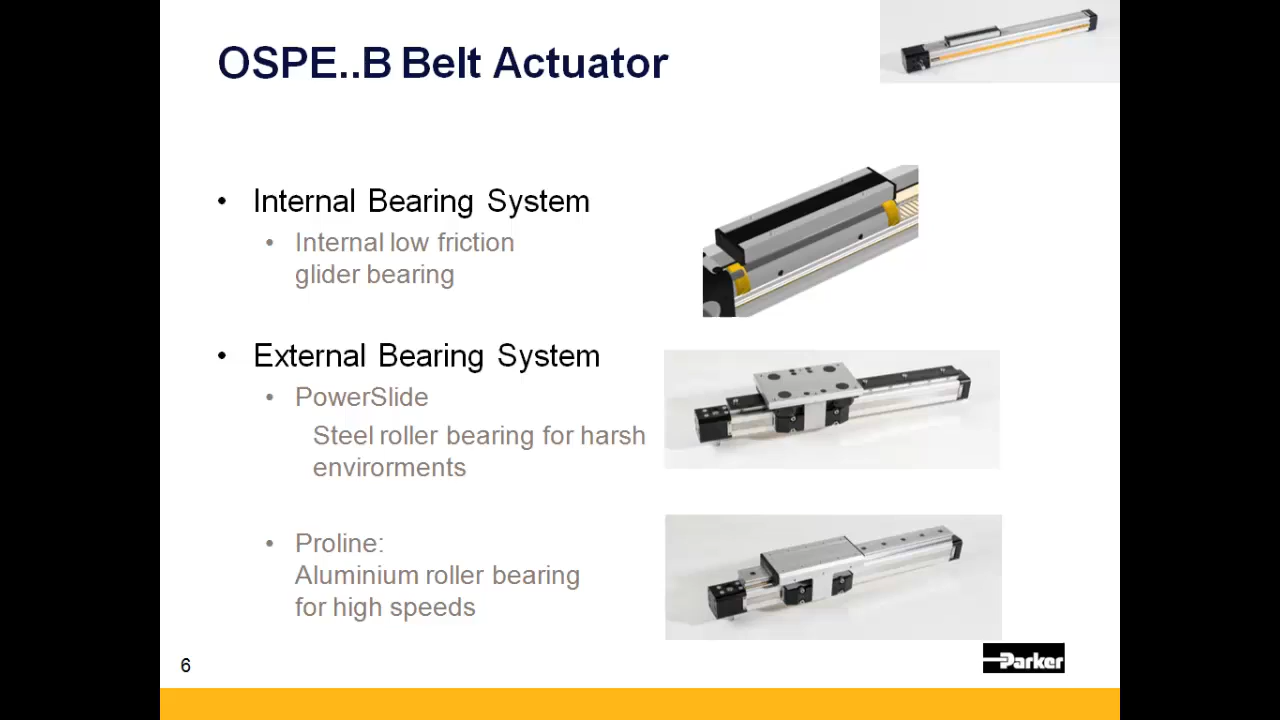 OSPE..B Belt Actuator
• Internal Bearing System
• Internal low friction
glider bearing
• External Bearing System
• PowerSlide
Steel roller bearing for harsh
envirorments
• Proline:
Aluminium roller bearing
for high speeds
6
Parker